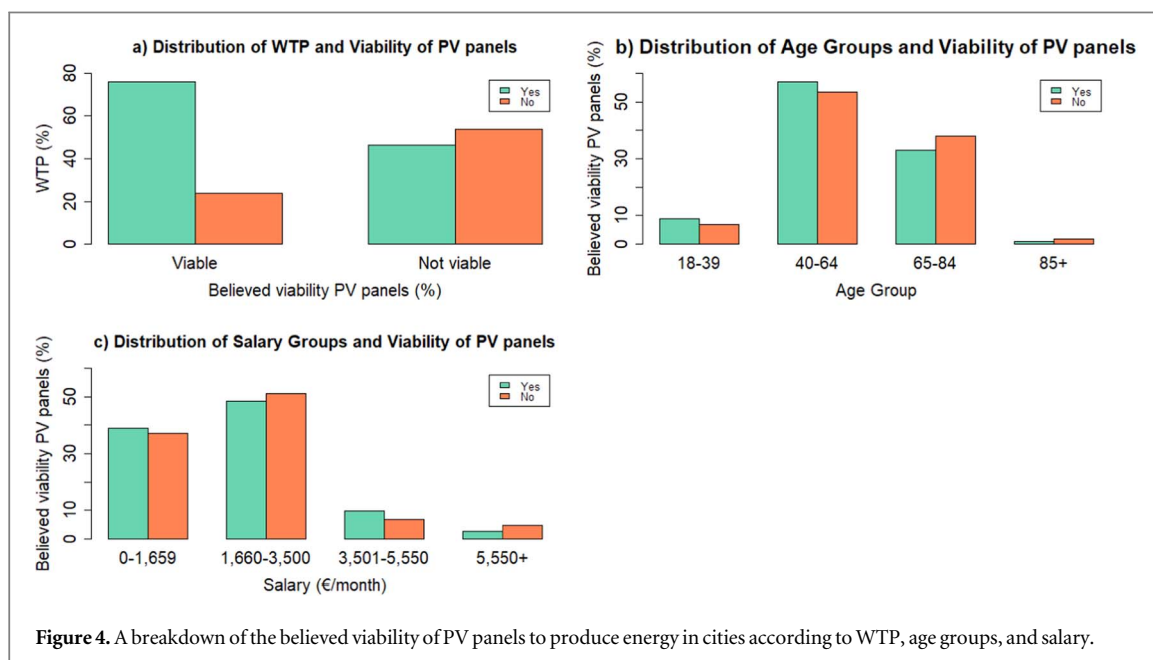 a) Distribution of WTP and Viability of PV panels
WTP (%)
80
60
40
20
0
Yes
No
Viable
Not viable
Believed viability PV panels (%)
b) Distribution of Age Groups and Viability of PV panels
Believed viability PV panels (%)
50
30
10
0
Yes
No
18-39
40-64
65-84
85+
Age Group
c) Distribution of Salary Groups and Viability of PV panels
Believed viability PV panels (%)
50
30
10
0
Yes
No
0-1,659
1,660-3,500
3,501-5,550
5,550+
Salary (€/month)
Figure 4. A breakdown of the believed viability of PV panels to produce energy in cities according to WTP, age groups, and salary.